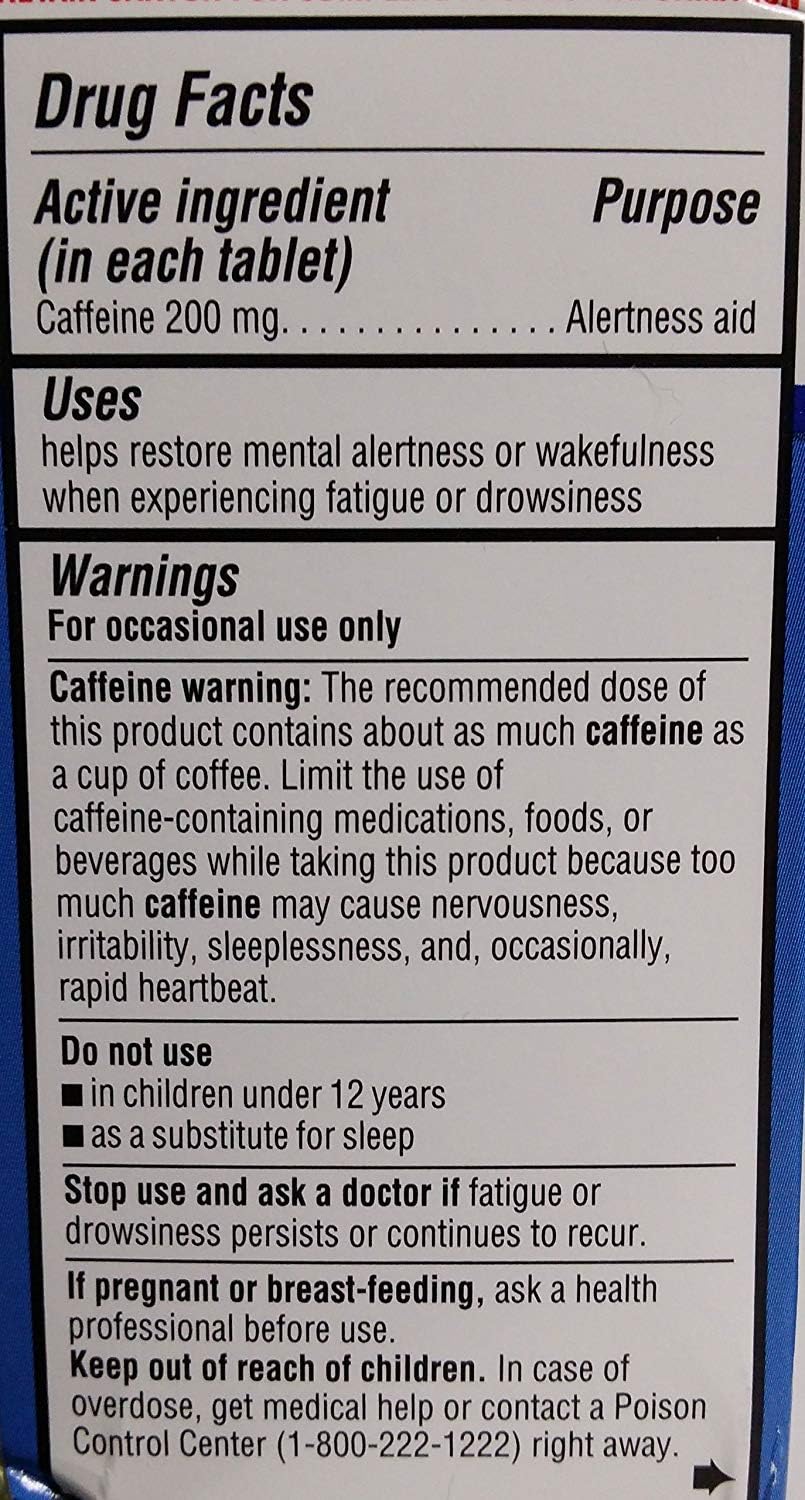 Drug Facts
Active ingredient Purpose
(in each tablet)
Caffeine 200 mg. . . . . . . . . . . . . . . . Alertness aid
Uses
helps restore mental alertness or wakefulness
when experiencing fatigue or drowsiness
Warnings
For occasional use only
Caffeine warning: The recommended dose of
this product contains about as much caffeine as
a cup of coffee. Limit the use of
caffeine-containing medications, foods, or
beverages while taking this product because too
much caffeine may cause nervousness,
irritability, sleeplessness, and, occasionally,
rapid heartbeat.
Do not use
■ in children under 12 years
■ as a substitute for sleep
Stop use and ask a doctor if fatigue or
drowsiness persists or continues to recur.
If pregnant or breast-feeding, ask a health
professional before use.
Keep out of reach of children. In case of
overdose, get medical help or contact a Poison
Control Center (1-800-222-1222) right away.